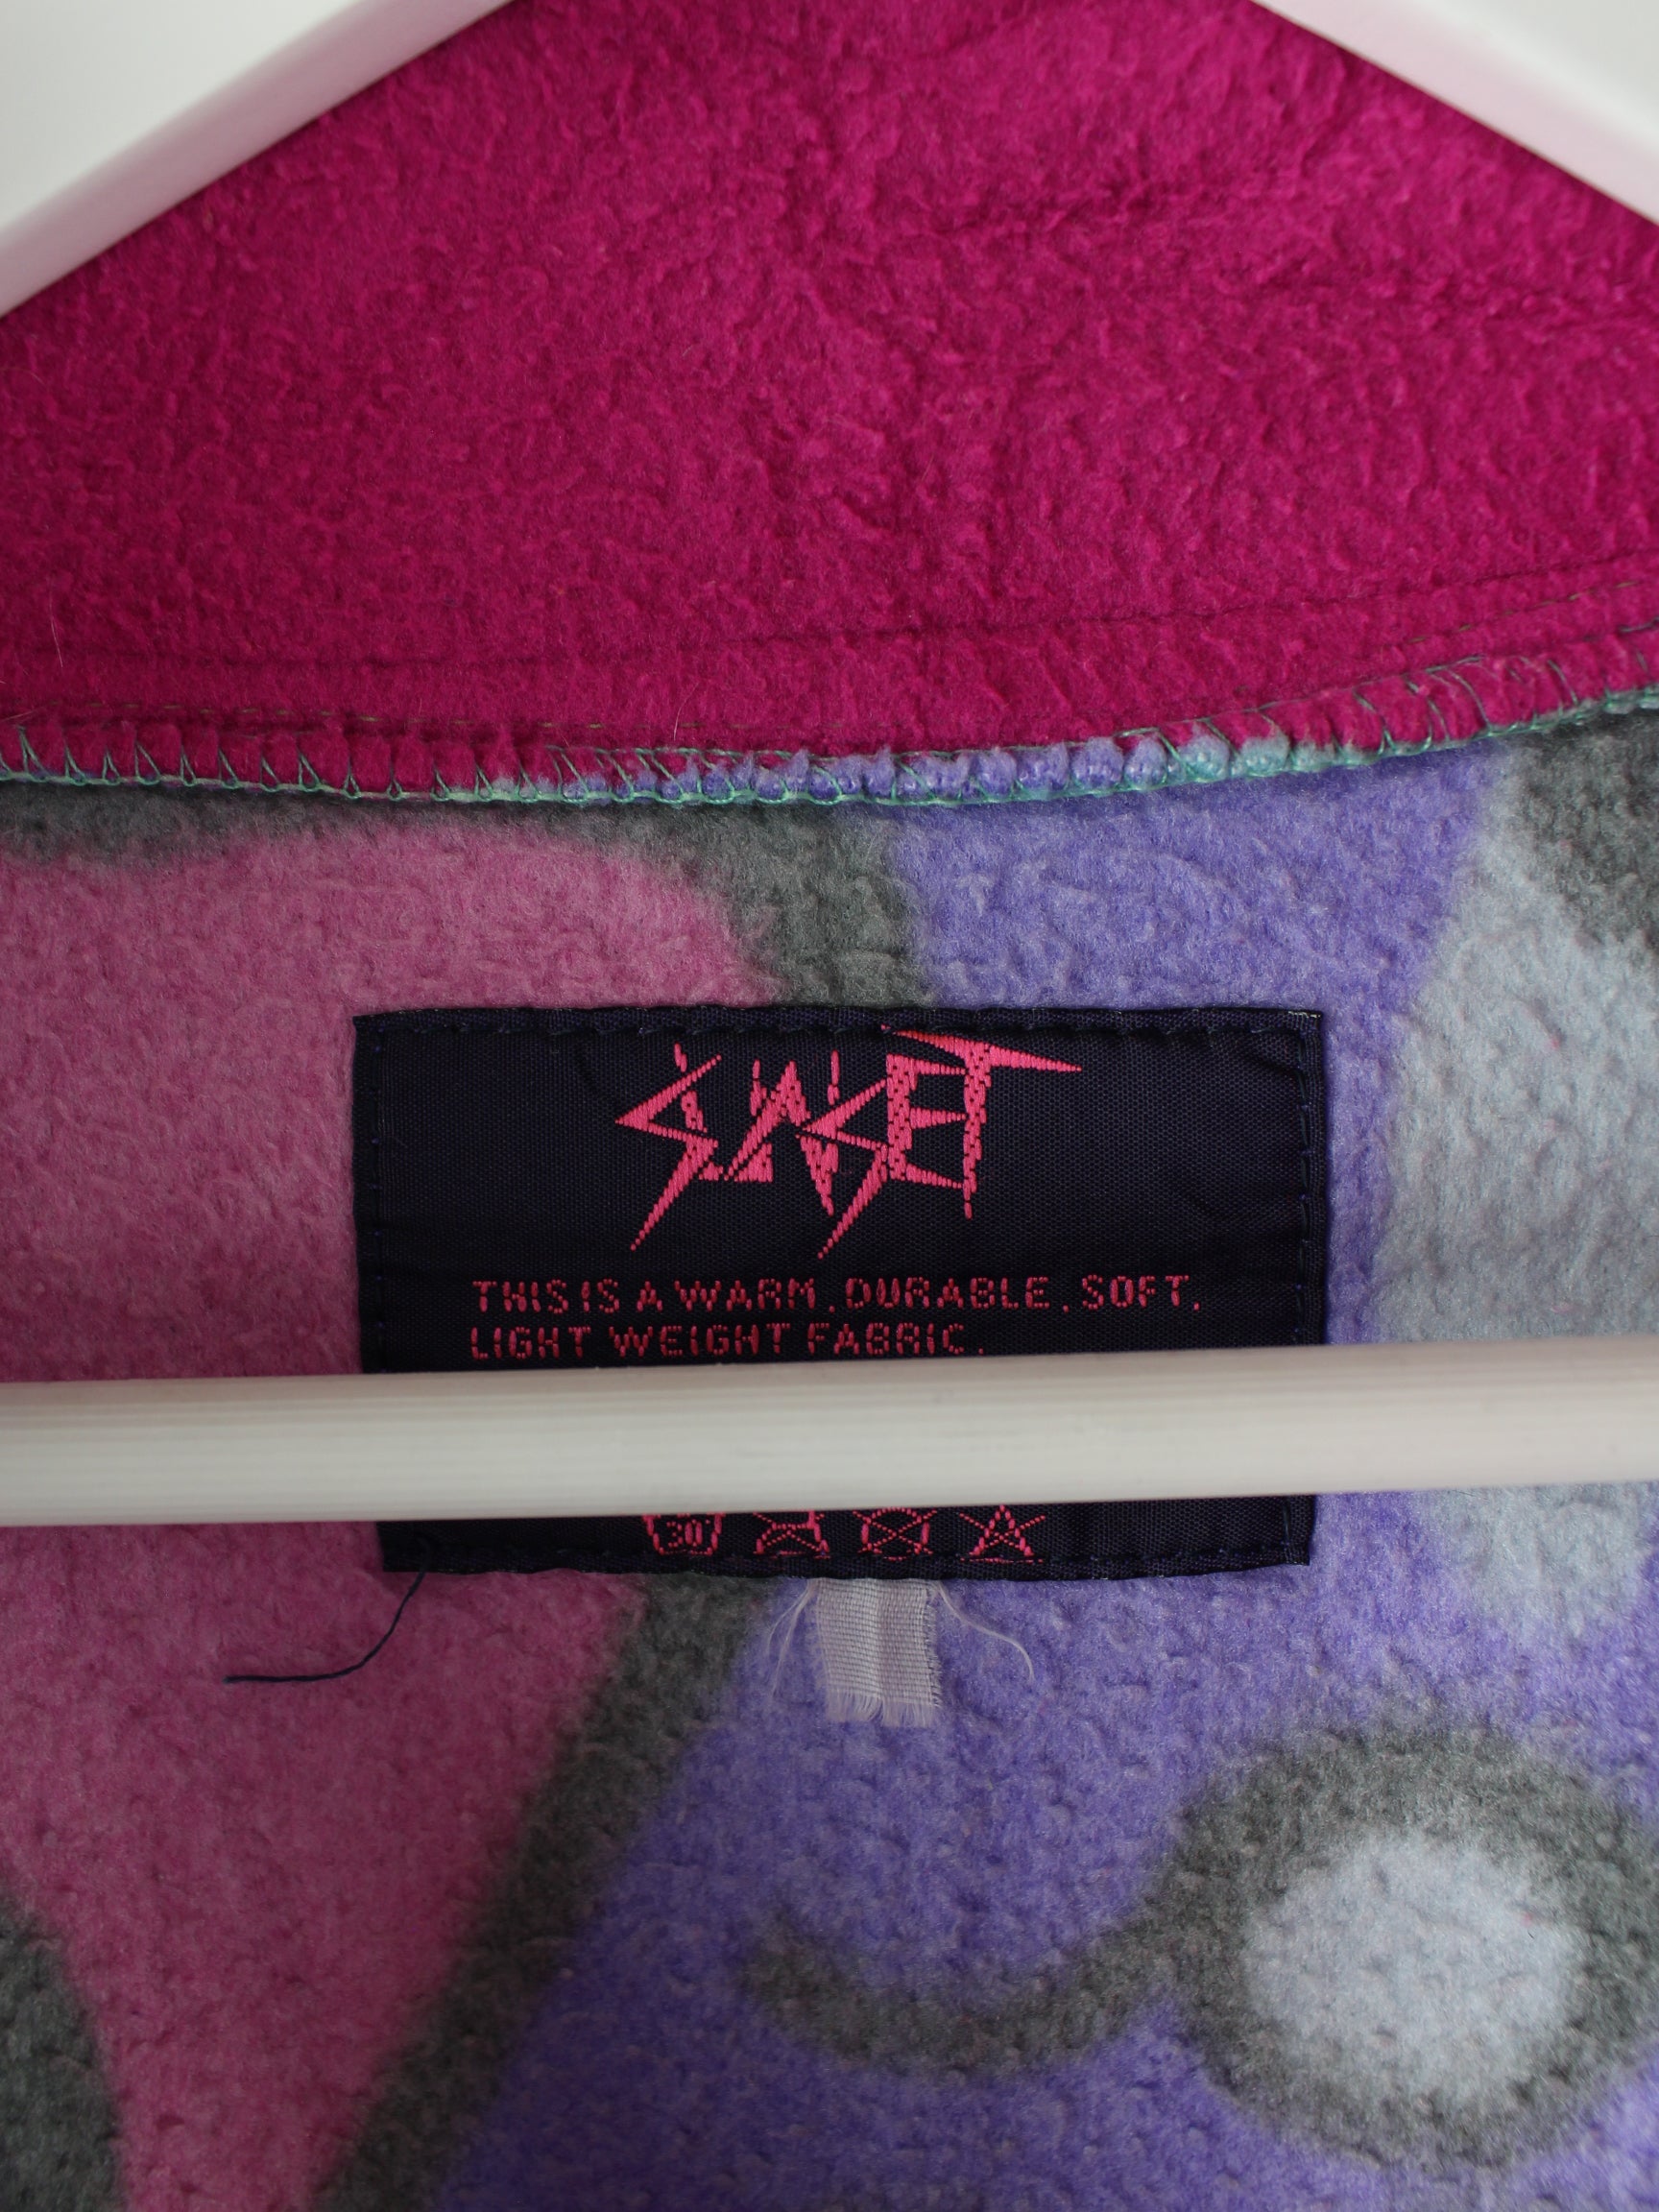 SUNSET
THIS IS A WARM. DURABLE. SOFT.
LIGHT WEIGHT FABRIC.
30